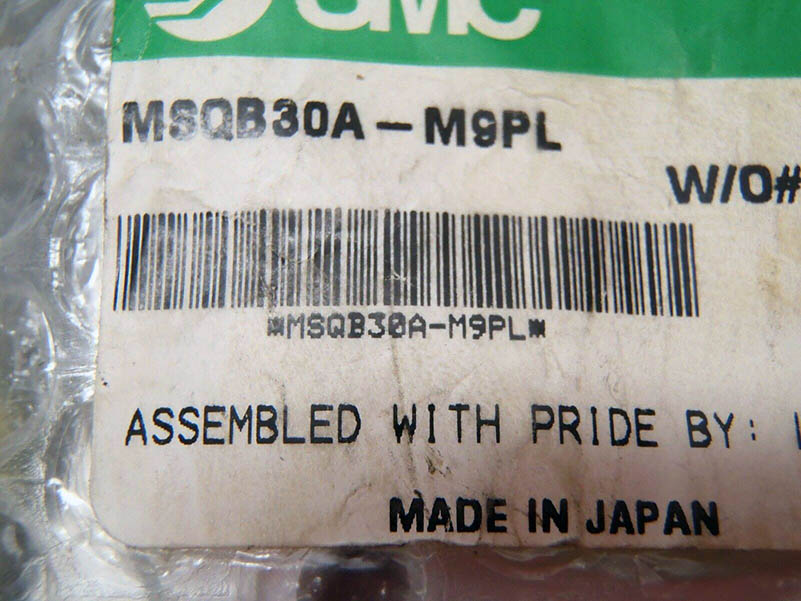 SMC
MSQB30A-M9PL
W/O#
*MSQB30A-M9PL*
ASSEMBLED WITH PRIDE BY:
MADE IN JAPAN